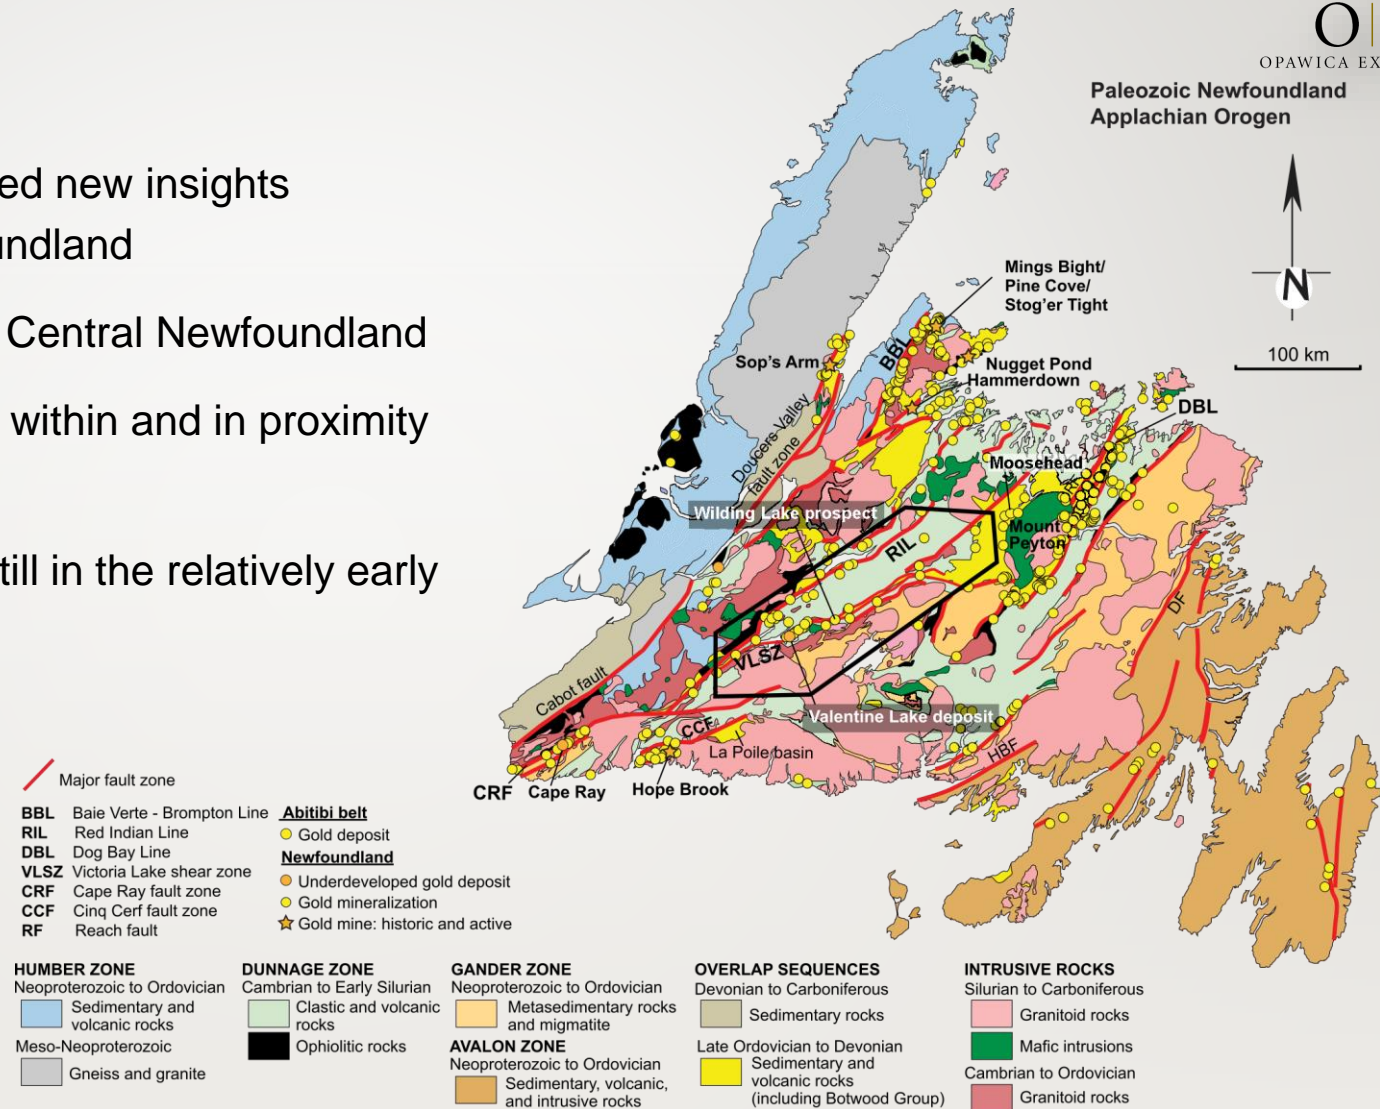 O
OPAWICA EX
Paleozoic Newfoundland
Applachian Orogen
ed new insights
undland
Central Newfoundland
within and in proximity
till in the relatively early
N
100 km
Mings Bight/
Pine Cove/
Stog'er Tight
Sop's Arm
BBL
Nugget Pond
Hammerdown
DBL
Doucers Valley
fault zone
Moosehead
Wilding Lake prospect
Mount
Peyton
RIL
DF
VLSZ
Cabot fault
Valentine Lake deposit
CCF
La Poile basin
HBF
CRF
Cape Ray
Hope Brook
Major fault zone
BBL Baie Verte - Brompton Line
RIL Red Indian Line
DBL Dog Bay Line
VLSZ Victoria Lake shear zone
CRF Cape Ray fault zone
CCF Cinq Cerf fault zone
RF Reach fault
Abitibi belt
Gold deposit
Newfoundland
Underdeveloped gold deposit
Gold mineralization
Gold mine: historic and active
HUMBER ZONE
Neoproterozoic to Ordovician
Sedimentary and
volcanic rocks
Meso-Neoproterozoic
Gneiss and granite
DUNNAGE ZONE
Cambrian to Early Silurian
Clastic and volcanic
rocks
Ophiolitic rocks
GANDER ZONE
Neoproterozoic to Ordovician
Metasedimentary rocks
and migmatite
AVALON ZONE
Neoproterozoic to Ordovician
Sedimentary, volcanic,
and intrusive rocks
OVERLAP SEQUENCES
Devonian to Carboniferous
Sedimentary rocks
Late Ordovician to Devonian
Sedimentary and
volcanic rocks
(including Botwood Group)
INTRUSIVE ROCKS
Silurian to Carboniferous
Granitoid rocks
Mafic intrusions
Cambrian to Ordovician
Granitoid rocks